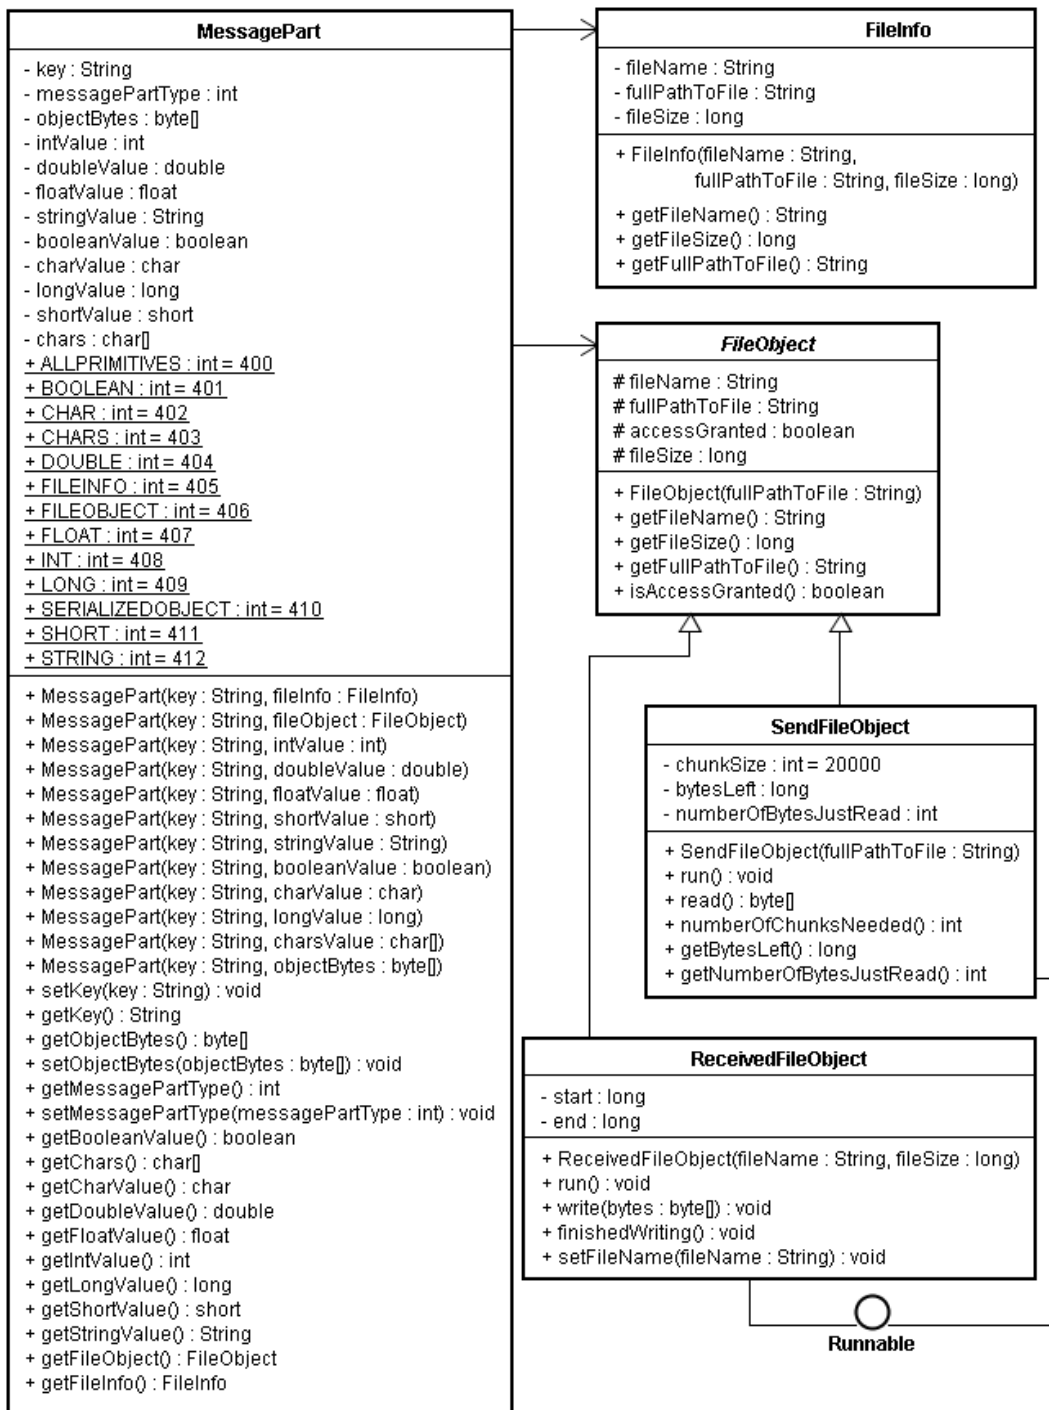 MessagePart
- key : String
- messagePartType : int
- objectBytes : byte[]
- intValue : int
- doubleValue : double
- floatValue : float
- stringValue : String
- booleanValue : boolean
- charValue : char
- longValue : long
- shortValue : short
- chars : char[]
+ ALLPRIMITIVES : int = 400
+ BOOLEAN : int = 401
+ CHAR : int = 402
+ CHARS : int = 403
+ DOUBLE : int = 404
+ FILEINFO : int = 405
+ FILEOBJECT : int = 406
+ FLOAT : int = 407
+ INT : int = 408
+ LONG : int = 409
+ SERIALIZEDOBJECT : int = 410
+ SHORT : int = 411
+ STRING : int = 412
+ MessagePart(key : String, fileInfo : FileInfo)
+ MessagePart(key : String, fileObject : FileObject)
+ MessagePart(key : String, intValue : int)
+ MessagePart(key : String, doubleValue : double)
+ MessagePart(key : String, floatValue : float)
+ MessagePart(key : String, shortValue : short)
+ MessagePart(key : String, stringValue : String)
+ MessagePart(key : String, booleanValue : boolean)
+ MessagePart(key : String, charValue : char)
+ MessagePart(key : String, longValue : long)
+ MessagePart(key : String, charsValue : char[])
+ MessagePart(key : String, objectBytes : byte[])
+ setKey(key : String) : void
+ getKey() : String
+ getObjectBytes() : byte[]
+ setObjectBytes(objectBytes : byte[]) : void
+ getMessagePartType() : int
+ setMessagePartType(messagePartType : int) : void
+ getBooleanValue() : boolean
+ getChars() : char[]
+ getCharValue() : char
+ getDoubleValue() : double
+ getFloatValue() : float
+ getIntValue() : int
+ getLongValue() : long
+ getShortValue() : short
+ getStringValue() : String
+ getFileObject() : FileObject
+ getFileInfo() : FileInfo
FileInfo
- fileName : String
- fullPathToFile : String
- fileSize : long
+ FileInfo(fileName : String,
fullPathToFile : String, fileSize : long)
+ getFileName() : String
+ getFileSize() : long
+ getFullPathToFile() : String
FileObject
# fileName : String
# fullPathToFile : String
# accessGranted : boolean
# fileSize : long
+ FileObject(fullPathToFile : String)
+ getFileName() : String
+ getFileSize() : long
+ getFullPathToFile() : String
+ isAccessGranted() : boolean
SendFileObject
- chunkSize : int = 20000
- bytesLeft : long
- numberOfBytesJustRead : int
+ SendFileObject(fullPathToFile : String)
+ run() : void
+ read() : byte[]
+ numberOfChunksNeeded() : int
+ getBytesLeft() : long
+ getNumberOfBytesJustRead() : int
ReceivedFileObject
- start : long
- end : long
+ ReceivedFileObject(fileName : String, fileSize : long)
+ run() : void
+ write(bytes : byte[]) : void
+ finishedWriting() : void
+ setFileName(fileName : String) : void
Runnable